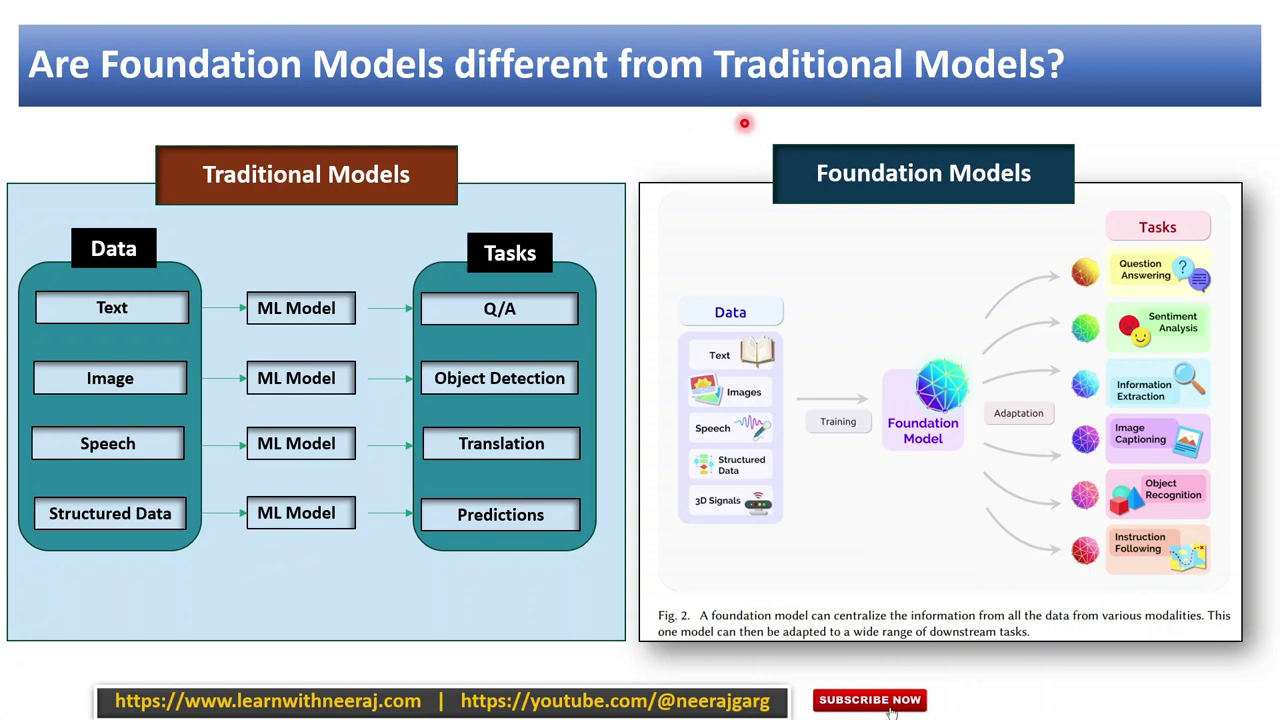 Are Foundation Models different from Traditional Models?
Traditional Models
Data
Tasks
Text
ML Model
Q/A
Image
ML Model
Object Detection
Speech
ML Model
Translation
Structured Data
ML Model
Predictions
Foundation Models
Data
Text
Images
Speech
Structured
Data
3D Signals
Training
Foundation
Model
Adaptation
Tasks
Question
Answering
Sentiment
Analysis
Information
Extraction
Image
Captioning
Object
Recognition
Instruction
Following
Fig. 2. A foundation model can centralize the information from all the data from various modalities. This
one model can then be adapted to a wide range of downstream tasks.
https://www.learnwithneeraj.com | https://youtube.com/@neerajgarg
SUBSCRIBE NOW